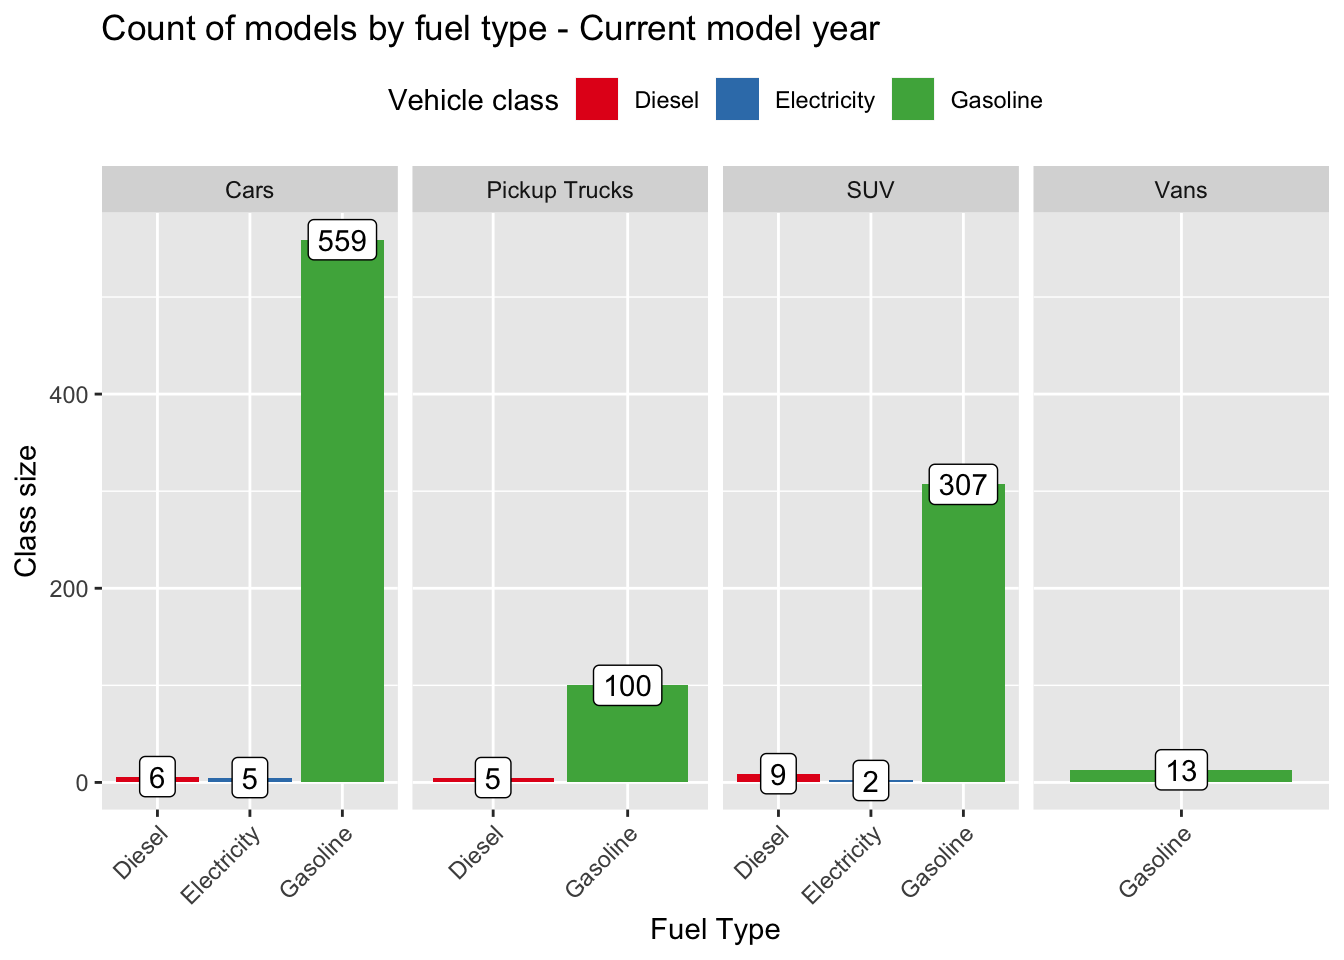 Count of models by fuel type - Current model year
Vehicle class Diesel Electricity Gasoline
Cars Pickup Trucks SUV Vans
559
400
307
Class size
200
100
0
6 5 5 9 2 13
Diesel Electricity Gasoline Diesel Gasoline Diesel Electricity Gasoline Gasoline
Fuel Type